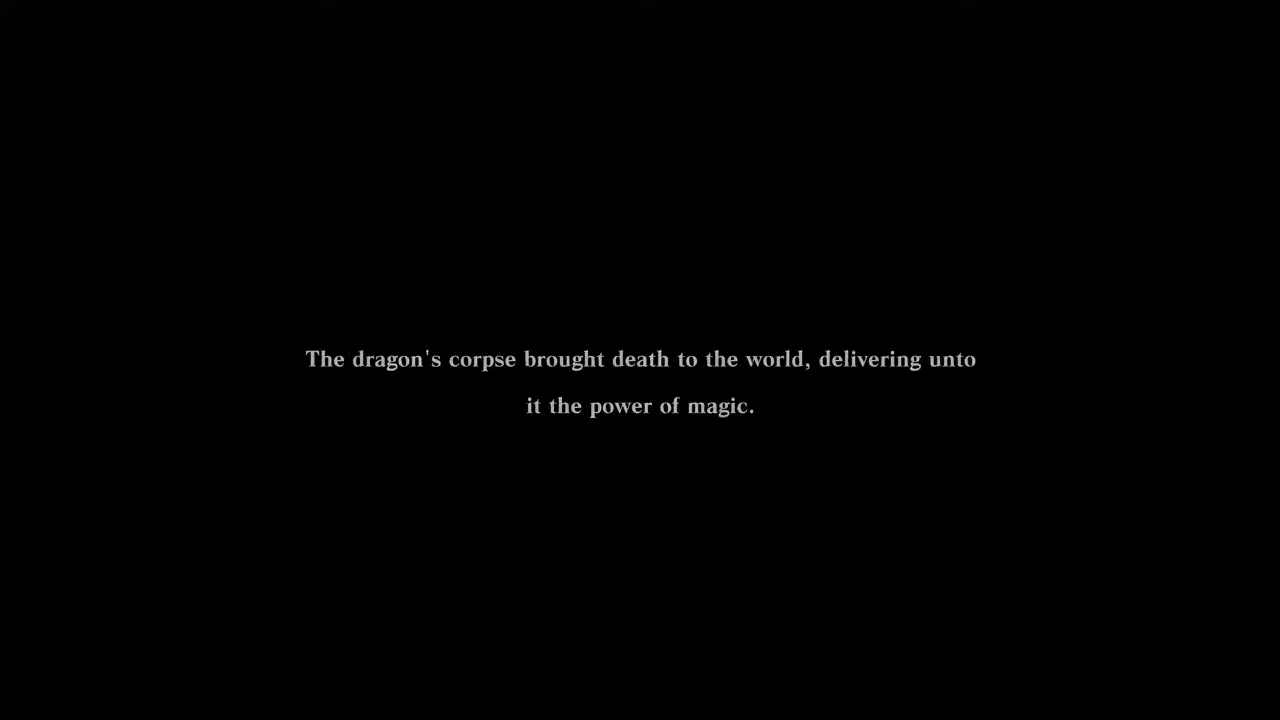 The dragon's corpse brought death to the world, delivering unto
it the power of magic.